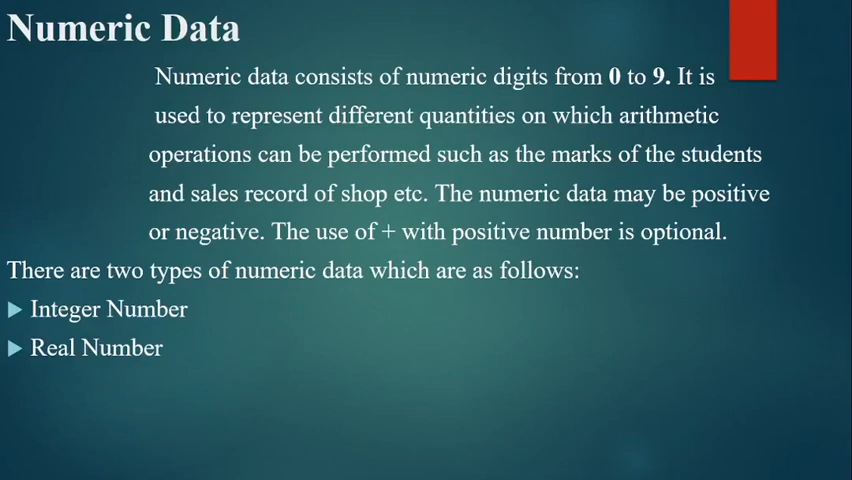 Numeric Data
Numeric data consists of numeric digits from 0 to 9. It is
used to represent different quantities on which arithmetic
operations can be performed such as the marks of the students
and sales record of shop etc. The numeric data may be positive
or negative. The use of + with positive number is optional.
There are two types of numeric data which are as follows:
Integer Number
Real Number